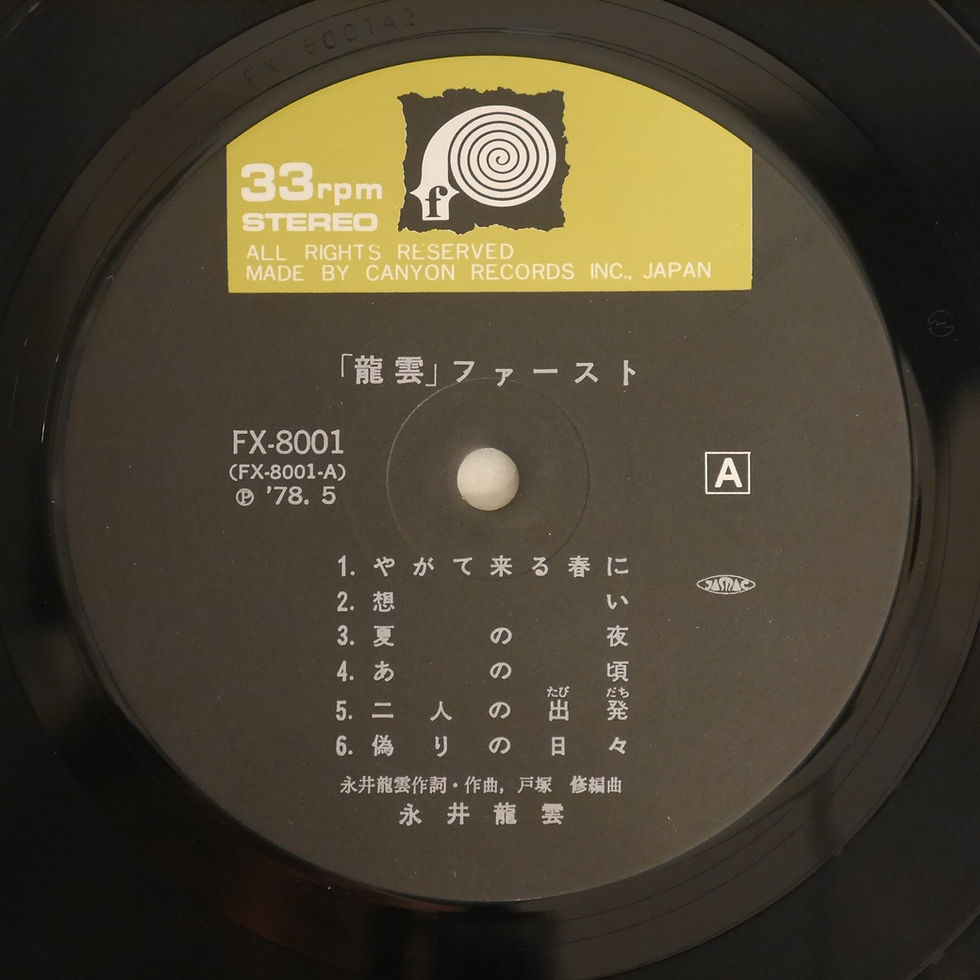 FX 8001A2
f
33rpm
STEREO
ALL RIGHTS RESERVED
MADE BY CANYON RECORDS INC., JAPAN
「龍雲」ファースト
FX-8001
(FX-8001-A)
Ⓟ '78. 5
A
1. やがて来る春に
2. 想い
3. 夏の夜
4. あの頃
たび だち
5. 二人の出発
6. 偽りの日々
JASRAC
永井龍雲作詞・作曲, 戸塚 修編曲
永井龍雲